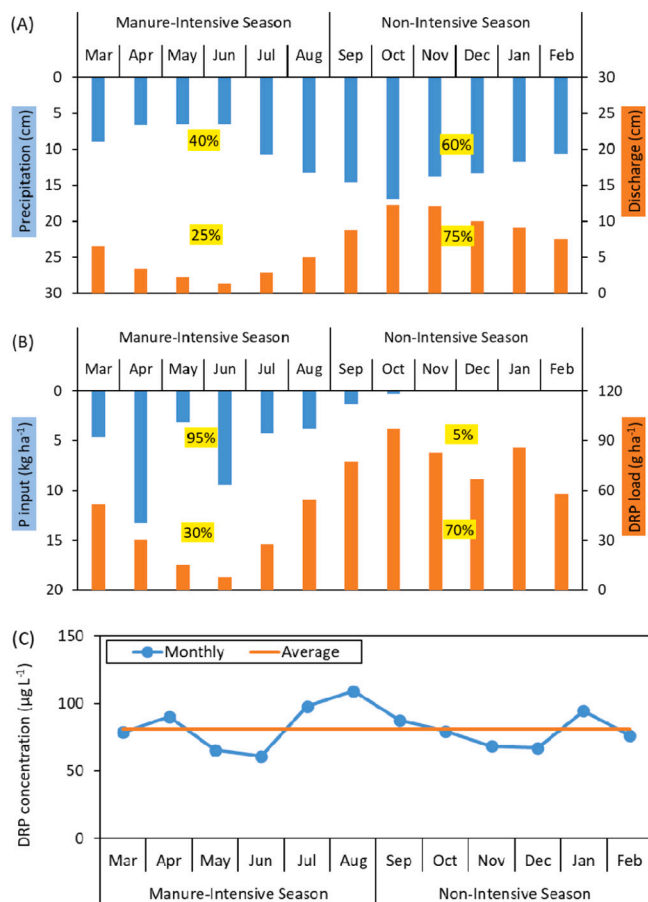 (A)
Manure-Intensive Season Non-Intensive Season
Mar Apr May Jun Jul Aug Sep Oct Nov Dec Jan Feb
Precipitation (cm)
0
5
10
15
20
25
30
40%
60%
25%
75%
30
25
20
15
10
5
0
Discharge (cm)
(B)
Manure-Intensive Season Non-Intensive Season
Mar Apr May Jun Jul Aug Sep Oct Nov Dec Jan Feb
P input (kg ha⁻¹)
0
5
10
15
20
95%
5%
30%
70%
120
90
60
30
0
DRP load (g ha⁻¹)
(C)
DRP concentration (µg L⁻¹)
150
100
50
0
Monthly Average
Mar Apr May Jun Jul Aug Sep Oct Nov Dec Jan Feb
Manure-Intensive Season Non-Intensive Season